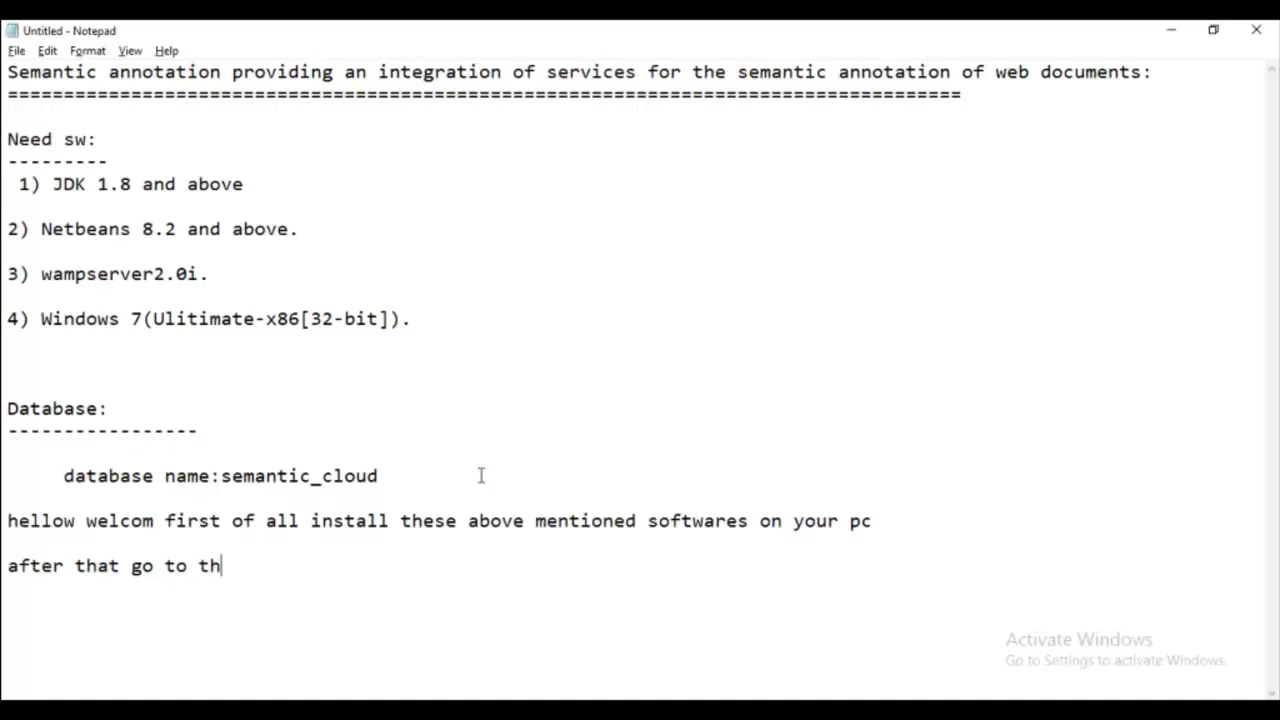 Untitled - Notepad
File Edit Format View Help
Semantic annotation providing an integration of services for the semantic annotation of web documents:
=====================================================================================
Need sw:
---------
1) JDK 1.8 and above
2) Netbeans 8.2 and above.
3) wampserver2.0i.
4) Windows 7(Ulitimate-x86[32-bit]).
Database:
-----------------
database name:semantic_cloud
hellow welcom first of all install these above mentioned softwares on your pc
after that go to th
Activate Windows
Go to Settings to activate Windows.